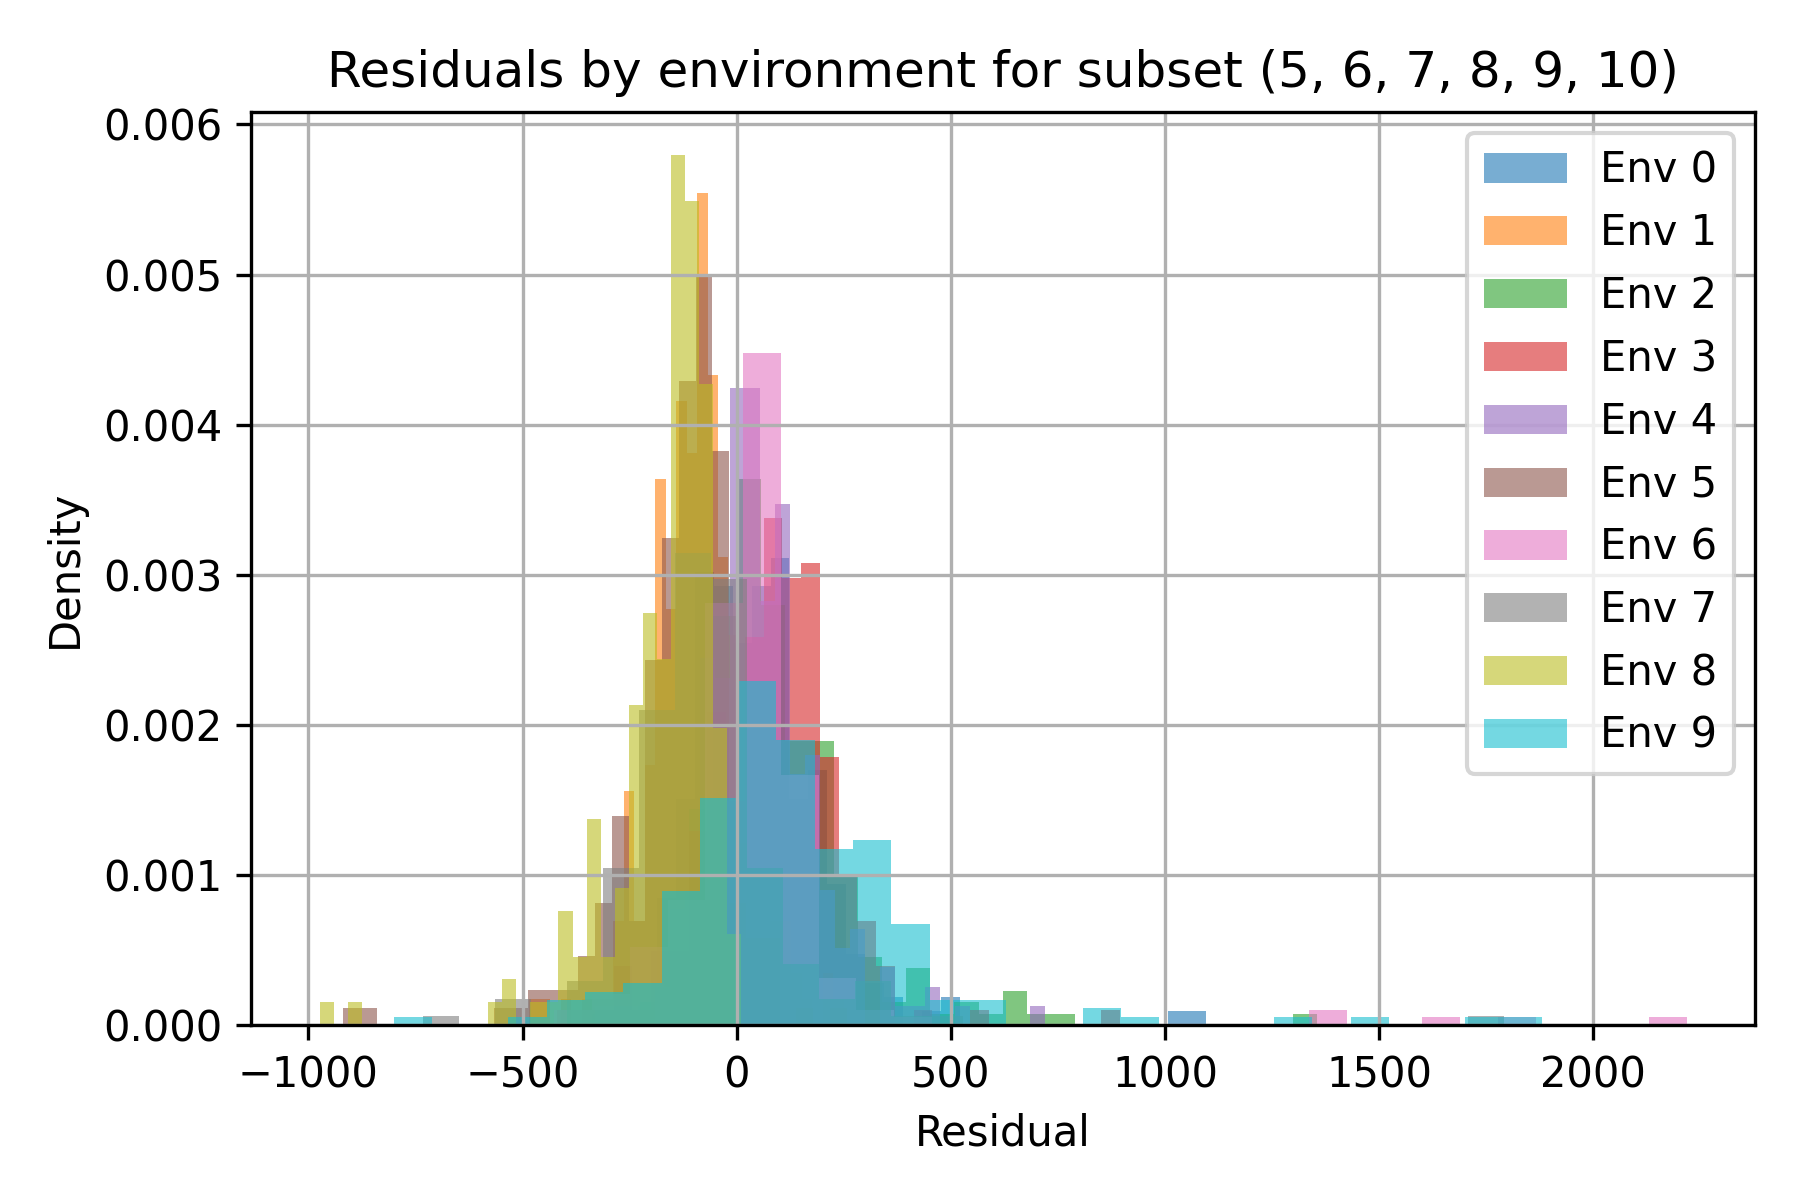 Residuals by environment for subset (5, 6, 7, 8, 9, 10)
0.006
0.005
0.004
0.003
0.002
0.001
0.000
Density
−1000
−500
0
500
1000
1500
2000
Residual
Env 0
Env 1
Env 2
Env 3
Env 4
Env 5
Env 6
Env 7
Env 8
Env 9